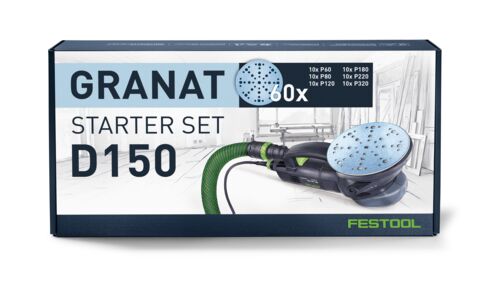 GRANAT
60x
10x P60 10x P180
10x P80 10x P220
10x P120 10x P320
STARTER SET
D150
FESTOOL